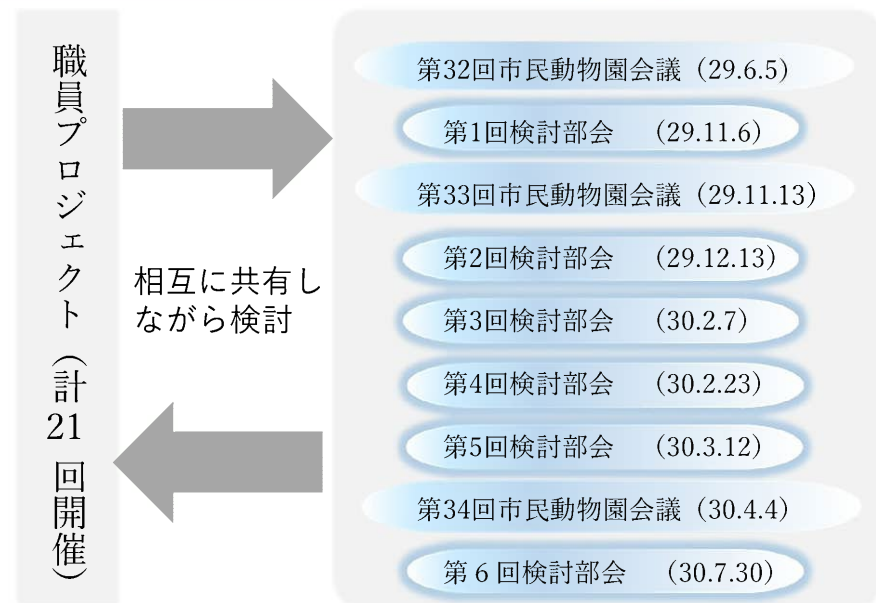 職員プロジェクト（計21回開催）
相互に共有し
ながら検討
第32回市民動物園会議（29.6.5）
第1回検討部会　（29.11.6）
第33回市民動物園会議（29.11.13）
第2回検討部会　（29.12.13）
第3回検討部会　（30.2.7）
第4回検討部会　（30.2.23）
第5回検討部会　（30.3.12）
第34回市民動物園会議（30.4.4）
第６回検討部会　（30.7.30）